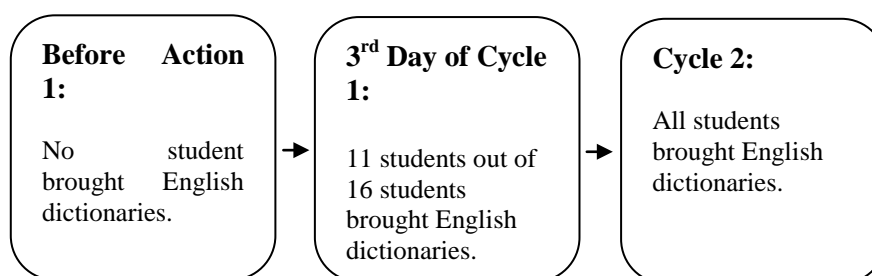 Before Action
1:
No student
brought English
dictionaries.
3rd Day of Cycle
1:
11 students out of
16 students
brought English
dictionaries.
Cycle 2:
All students
brought English
dictionaries.